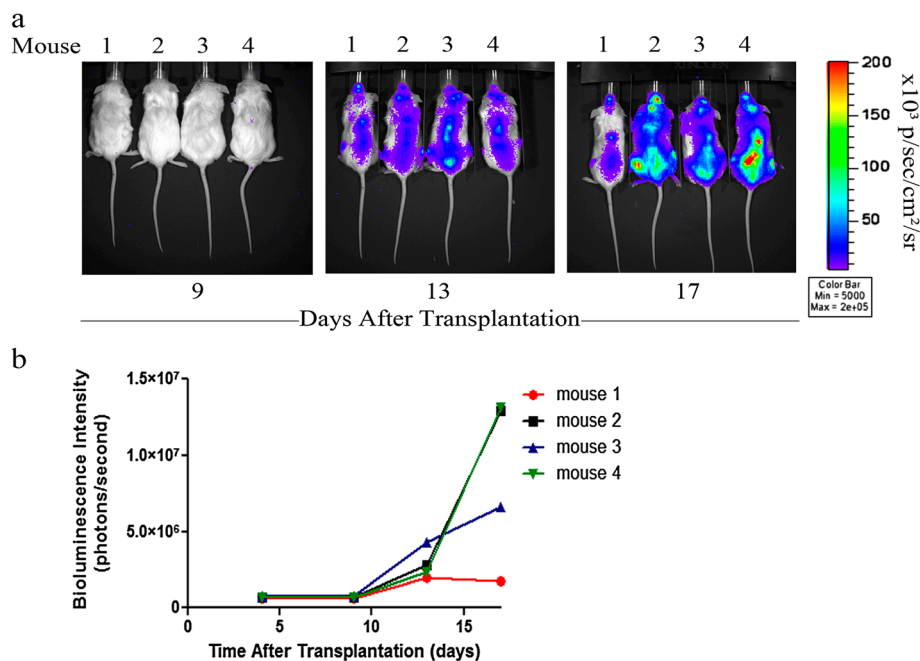 a
Mouse 1 2 3 4 1 2 3 4 1 2 3 4
200
150
100
50
x10³ p/sec/cm²/sr
Color Bar
Min = 5000
Max = 2e+05
9 13 17
Days After Transplantation
b
Bioluminescence Intensity
(photons/second)
1.5×10⁷
1.0×10⁷
5.0×10⁶
0
0 5 10 15
Time After Transplantation (days)
mouse 1
mouse 2
mouse 3
mouse 4